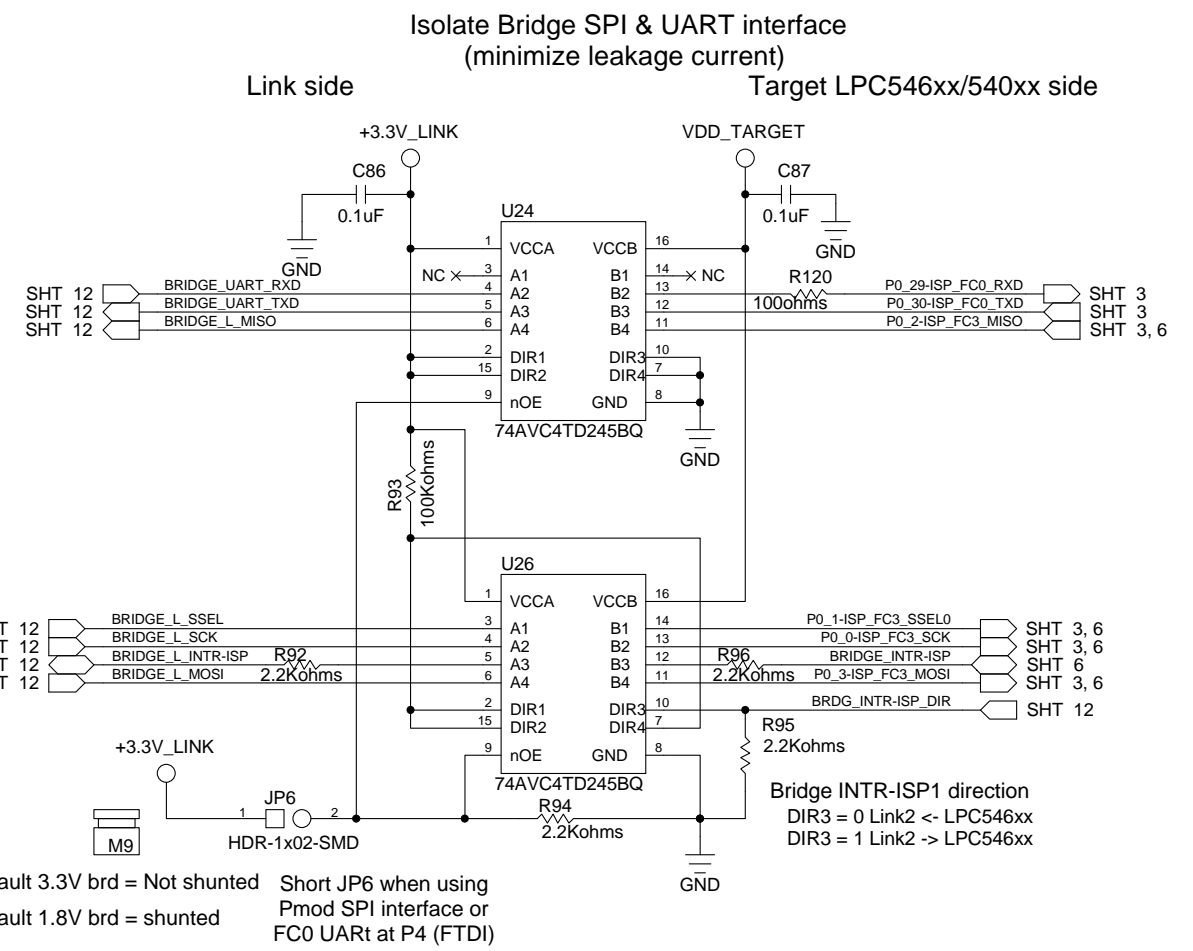 Isolate Bridge SPI & UART interface
(minimize leakage current)
Link side
Target LPC546xx/540xx side
+3.3V_LINK
VDD_TARGET
C86
0.1uF
GND
C87
0.1uF
GND
U24
1 VCCA VCCB 16
NC 3 A1 B1 14 NC
SHT 12 BRIDGE_UART_RXD 4 A2 B2 13 R120 100ohms P0_29-ISP_FC0_RXD SHT 3
SHT 12 BRIDGE_UART_TXD 5 A3 B3 12 P0_30-ISP_FC0_TXD SHT 3
SHT 12 BRIDGE_L_MISO 6 A4 B4 11 P0_2-ISP_FC3_MISO SHT 3, 6
2 DIR1 DIR3 10
15 DIR2 DIR4 7
9 nOE GND 8
74AVC4TD245BQ
GND
R93
100Kohms
U26
1 VCCA VCCB 16
T 12 BRIDGE_L_SSEL 3 A1 B1 14 P0_1-ISP_FC3_SSEL0 SHT 3, 6
T 12 BRIDGE_L_SCK 4 A2 B2 13 P0_0-ISP_FC3_SCK SHT 3, 6
T 12 BRIDGE_L_INTR-ISP R92 2.2Kohms 5 A3 B3 12 R96 2.2Kohms BRIDGE_INTR-ISP SHT 6
T 12 BRIDGE_L_MOSI 6 A4 B4 11 P0_3-ISP_FC3_MOSI SHT 3, 6
2 DIR1 DIR3 10 BRDG_INTR-ISP_DIR SHT 12
15 DIR2 DIR4 7
9 nOE GND 8
74AVC4TD245BQ
R95
2.2Kohms
+3.3V_LINK
JP6
1 2
HDR-1x02-SMD
R94
2.2Kohms
GND
M9
Bridge INTR-ISP1 direction
DIR3 = 0 Link2 <- LPC546xx
DIR3 = 1 Link2 -> LPC546xx
ault 3.3V brd = Not shunted
ault 1.8V brd = shunted
Short JP6 when using
Pmod SPI interface or
FC0 UARt at P4 (FTDI)